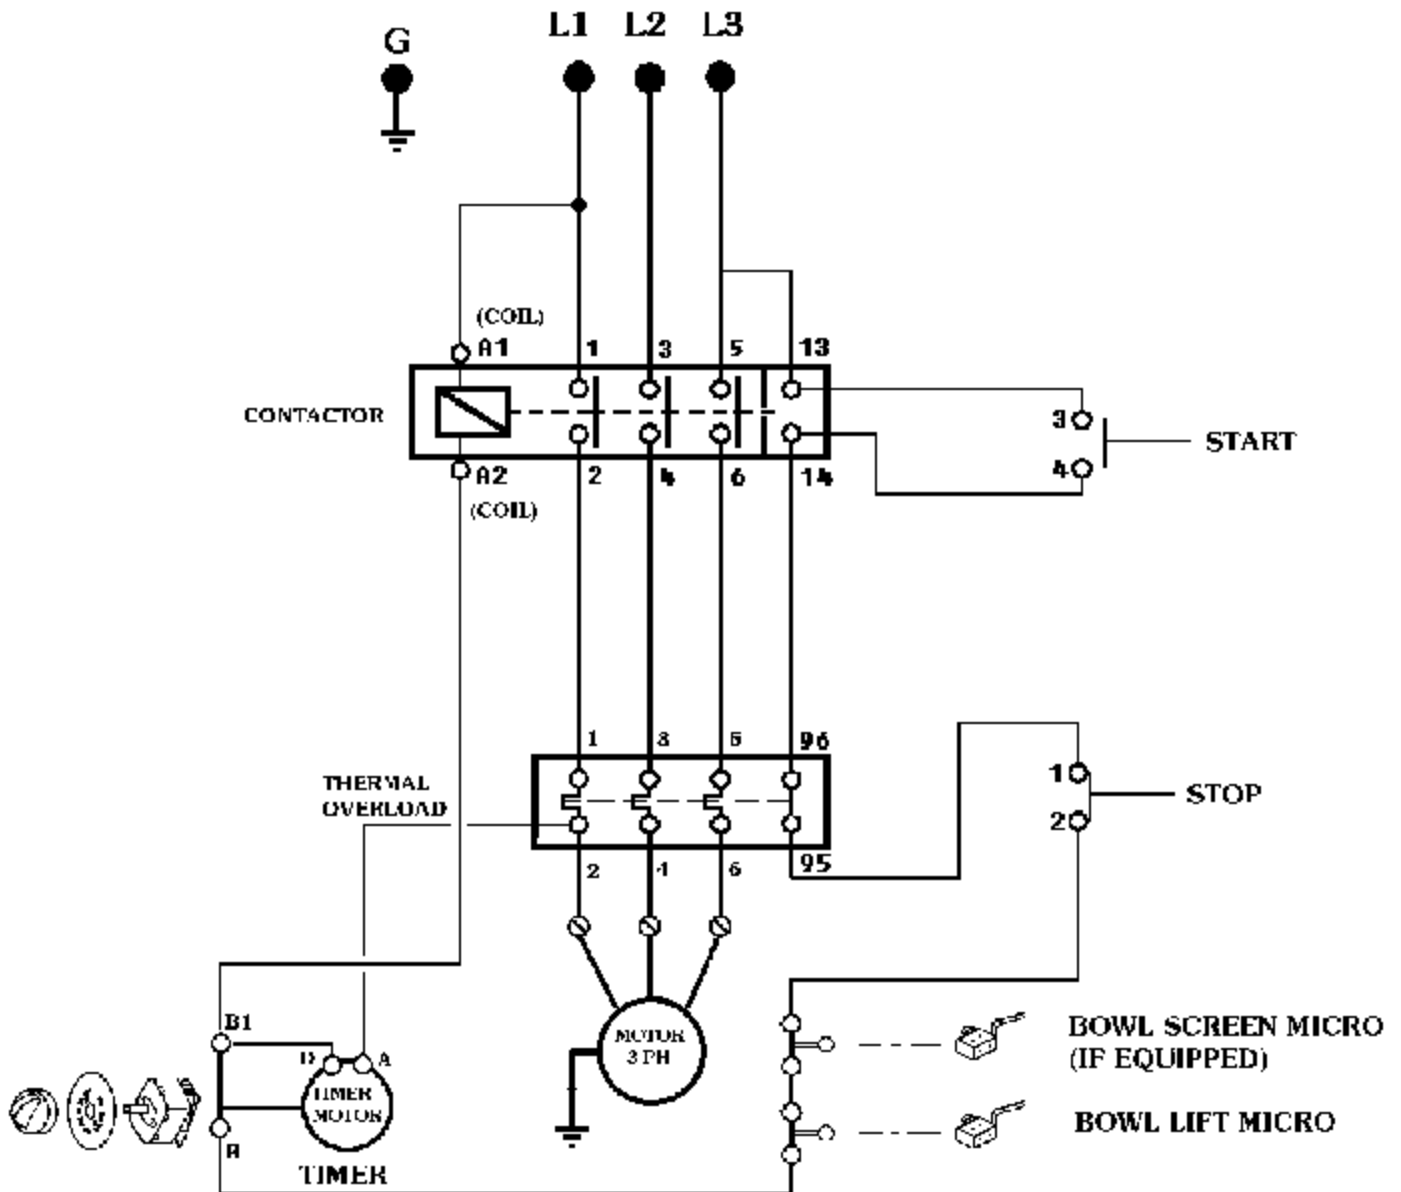 G
L1 L2 L3
(COIL)
A1 1 3 5 13
CONTACTOR
3
START
4
A2 2 4 6 14
(COIL)
1 3 5 96
THERMAL
OVERLOAD
1
STOP
2
2 4 6 95
B1
A
MOTOR
3 PH
BOWL SCREEN MICRO
(IF EQUIPPED)
TIMER
MOTOR
BOWL LIFT MICRO
TIMER